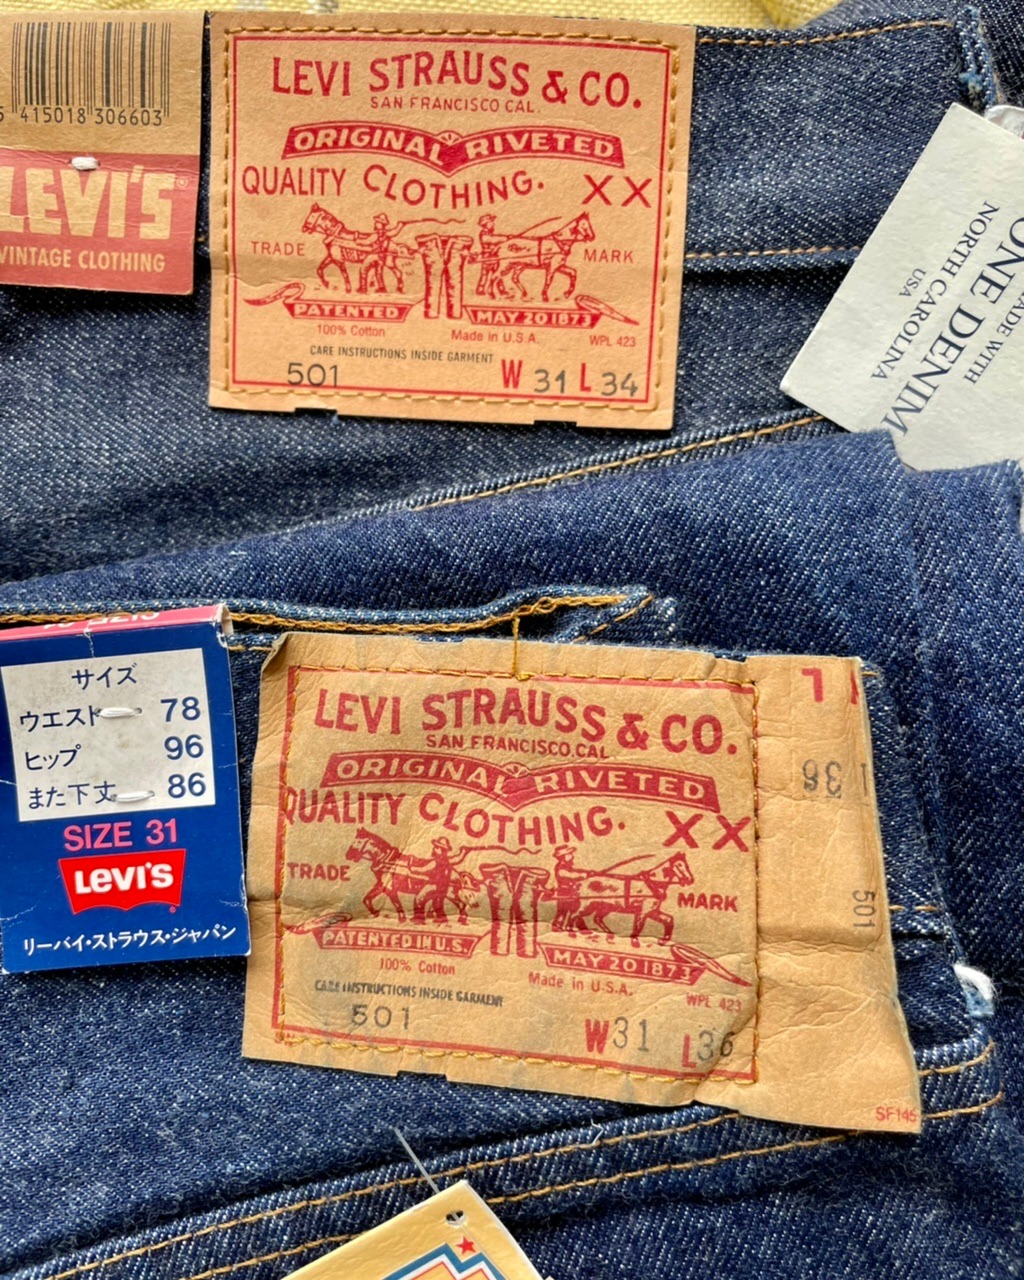 415018 306603
LEVI'S®
VINTAGE CLOTHING
LEVI STRAUSS & CO.
SAN FRANCISCO CAL.
ORIGINAL RIVETED
QUALITY CLOTHING. XX
TRADE MARK
PATENTED MAY 20 1873
100% Cotton Made in U.S.A. WPL 423
CARE INSTRUCTIONS INSIDE GARMENT
501 W 31 L 34
MADE WITH
CONE DENIM
NORTH CAROLINA
USA
サイズ
ウエスト 78
ヒップ 96
また下丈 86
SIZE 31
LEVI'S®
リーバイ・ストラウス・ジャパン
LEVI STRAUSS & CO.
SAN FRANCISCO, CAL.
ORIGINAL RIVETED
QUALITY CLOTHING. XX
TRADE MARK
PATENTED IN U.S. MAY 20 1873
100% Cotton Made in U.S.A. WPL 423
CARE INSTRUCTIONS INSIDE GARMENT
501 W31 L36
36
501
SF145